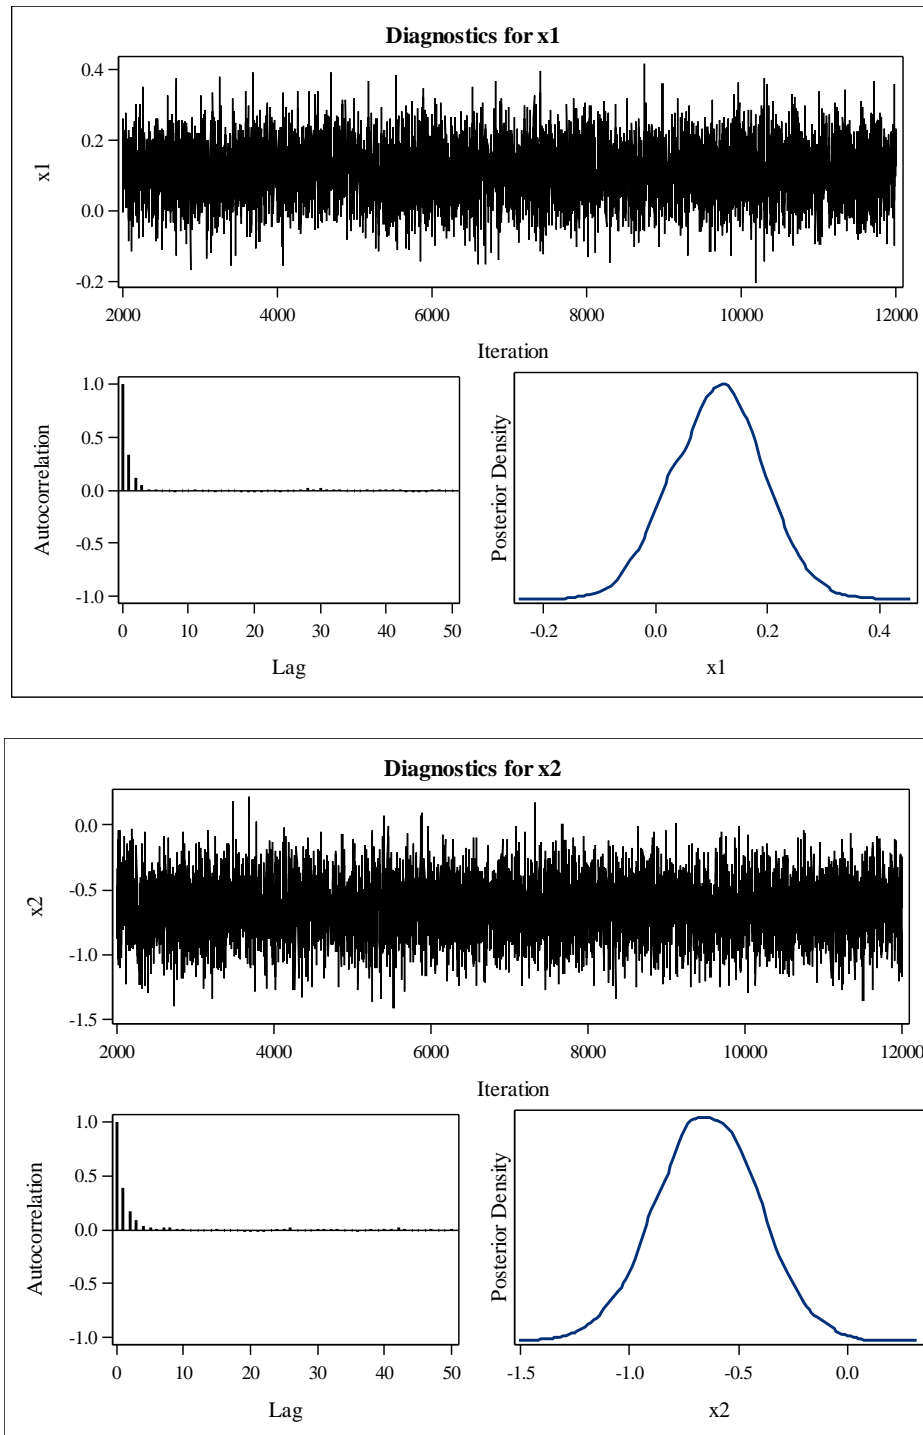 Diagnostics for x1
0.4
0.2
0.0
-0.2
x1
2000 4000 6000 8000 10000 12000
Iteration
1.0
0.5
0.0
-0.5
-1.0
Autocorrelation
0 10 20 30 40 50
Lag
Posterior Density
-0.2 0.0 0.2 0.4
x1
Diagnostics for x2
0.0
-0.5
-1.0
-1.5
x2
2000 4000 6000 8000 10000 12000
Iteration
1.0
0.5
0.0
-0.5
-1.0
Autocorrelation
0 10 20 30 40 50
Lag
Posterior Density
-1.5 -1.0 -0.5 0.0
x2